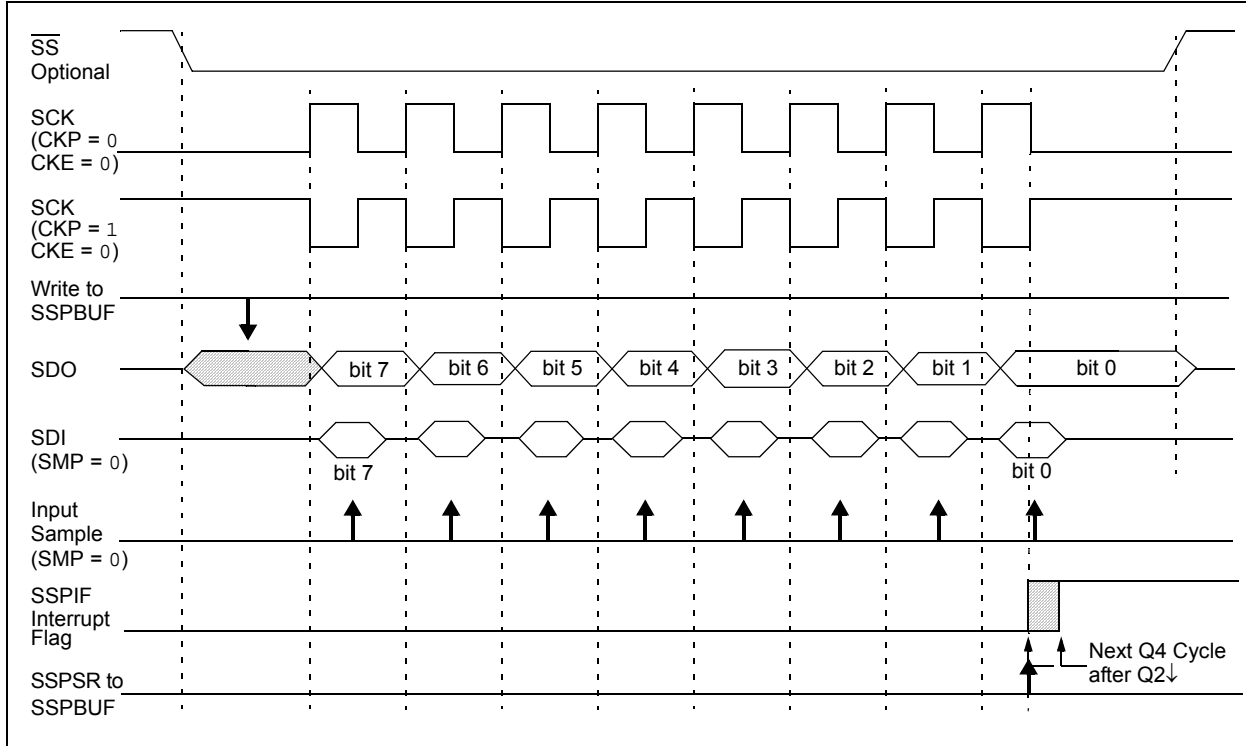 SS
Optional
SCK
(CKP = 0
CKE = 0)
SCK
(CKP = 1
CKE = 0)
Write to
SSPBUF
SDO
bit 7
bit 6
bit 5
bit 4
bit 3
bit 2
bit 1
bit 0
SDI
(SMP = 0)
bit 7
bit 0
Input
Sample
(SMP = 0)
SSPIF
Interrupt
Flag
Next Q4 Cycle
after Q2↓
SSPSR to
SSPBUF